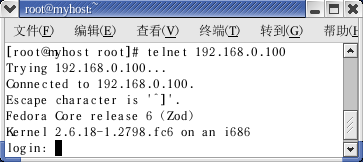 root@myhost:~
文件(F) 编辑(E) 查看(V) 终端(T) 转到(G) 帮助(H
[root@myhost root]# telnet 192.168.0.100
Trying 192.168.0.100...
Connected to 192.168.0.100.
Escape character is '^]'.
Fedora Core release 6 (Zod)
Kernel 2.6.18-1.2798.fc6 on an i686
login: